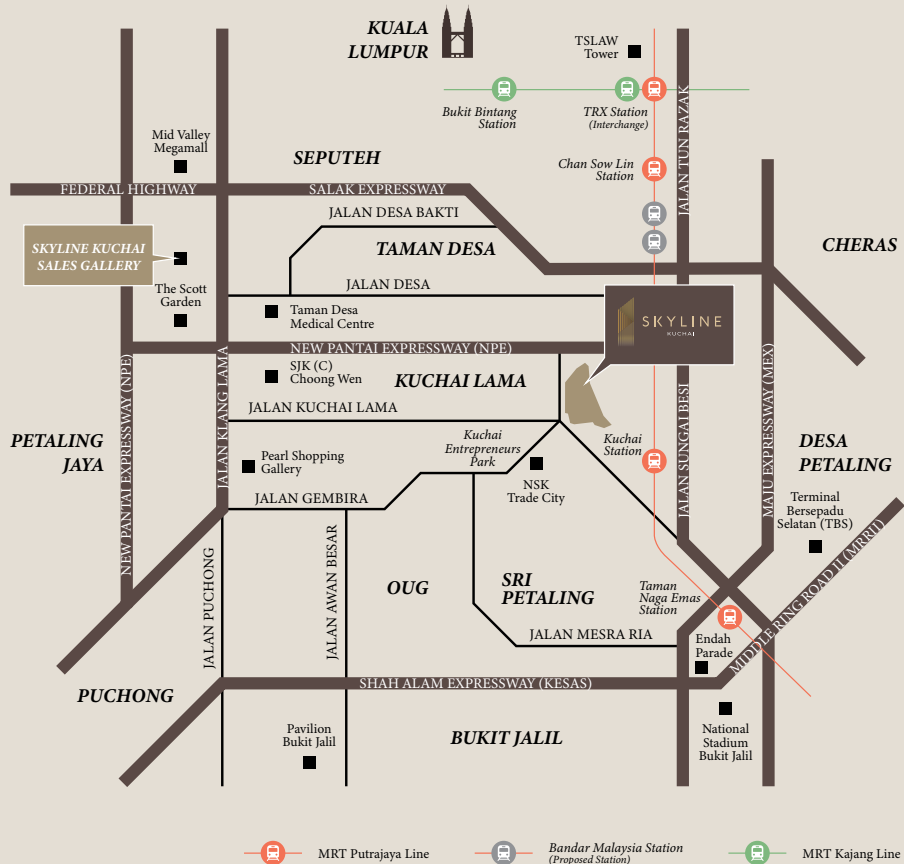 KUALA
LUMPUR
TSLAW
Tower
Bukit Bintang
Station
TRX Station
(Interchange)
Mid Valley
Megamall
SEPUTEH
Chan Sow Lin
Station
JALAN TUN RAZAK
FEDERAL HIGHWAY
SALAK EXPRESSWAY
JALAN DESA BAKTI
SKYLINE KUCHAI
SALES GALLERY
TAMAN DESA
CHERAS
JALAN DESA
The Scott
Garden
Taman Desa
Medical Centre
SKYLINE
KUCHAI
NEW PANTAI EXPRESSWAY (NPE)
SJK (C)
Choong Wen
KUCHAI LAMA
NEW PANTAI EXPRESSWAY (NPE)
JALAN KLANG LAMA
JALAN KUCHAI LAMA
PETALING
JAYA
Kuchai
Entrepreneurs
Park
Kuchai
Station
JALAN SUNGAI BESI
MAJU EXPRESSWAY (MEX)
DESA
PETALING
Pearl Shopping
Gallery
NSK
Trade City
JALAN GEMBIRA
Terminal
Bersepadu
Selatan (TBS)
JALAN PUCHONG
JALAN AWAN BESAR
OUG
SRI
PETALING
Taman
Naga Emas
Station
JALAN MESRA RIA
Endah
Parade
MIDDLE RING ROAD II (MRRII)
PUCHONG
SHAH ALAM EXPRESSWAY (KESAS)
Pavilion
Bukit Jalil
BUKIT JALIL
National
Stadium
Bukit Jalil
MRT Putrajaya Line
Bandar Malaysia Station
(Proposed Station)
MRT Kajang Line